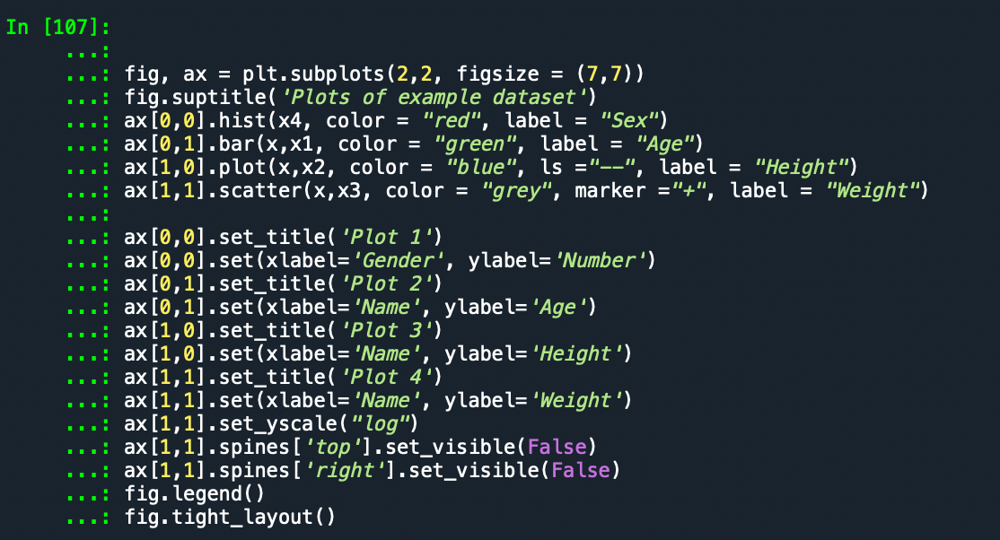 In [107]:
...:
...: fig, ax = plt.subplots(2,2, figsize = (7,7))
...: fig.suptitle('Plots of example dataset')
...: ax[0,0].hist(x4, color = "red", label = "Sex")
...: ax[0,1].bar(x,x1, color = "green", label = "Age")
...: ax[1,0].plot(x,x2, color = "blue", ls ="--", label = "Height")
...: ax[1,1].scatter(x,x3, color = "grey", marker ="+", label = "Weight")
...:
...: ax[0,0].set_title('Plot 1')
...: ax[0,0].set(xlabel='Gender', ylabel='Number')
...: ax[0,1].set_title('Plot 2')
...: ax[0,1].set(xlabel='Name', ylabel='Age')
...: ax[1,0].set_title('Plot 3')
...: ax[1,0].set(xlabel='Name', ylabel='Height')
...: ax[1,1].set_title('Plot 4')
...: ax[1,1].set(xlabel='Name', ylabel='Weight')
...: ax[1,1].set_yscale("log")
...: ax[1,1].spines['top'].set_visible(False)
...: ax[1,1].spines['right'].set_visible(False)
...: fig.legend()
...: fig.tight_layout()